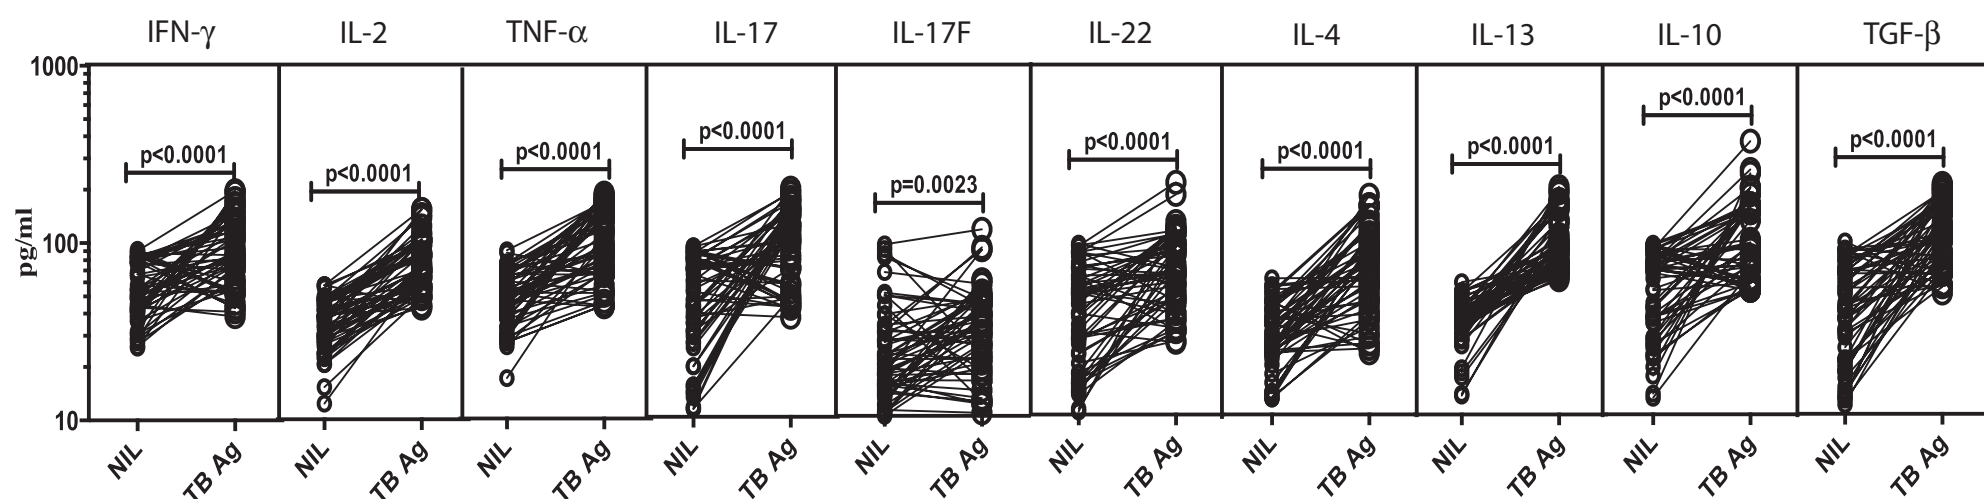 IFN-γ IL-2 TNF-α IL-17 IL-17F IL-22 IL-4 IL-13 IL-10 TGF-β
1000
100
10
pg/ml
p<0.0001 p<0.0001 p<0.0001 p<0.0001 p=0.0023 p<0.0001 p<0.0001 p<0.0001 p<0.0001 p<0.0001
NIL TB Ag NIL TB Ag NIL TB Ag NIL TB Ag NIL TB Ag NIL TB Ag NIL TB Ag NIL TB Ag NIL TB Ag NIL TB Ag